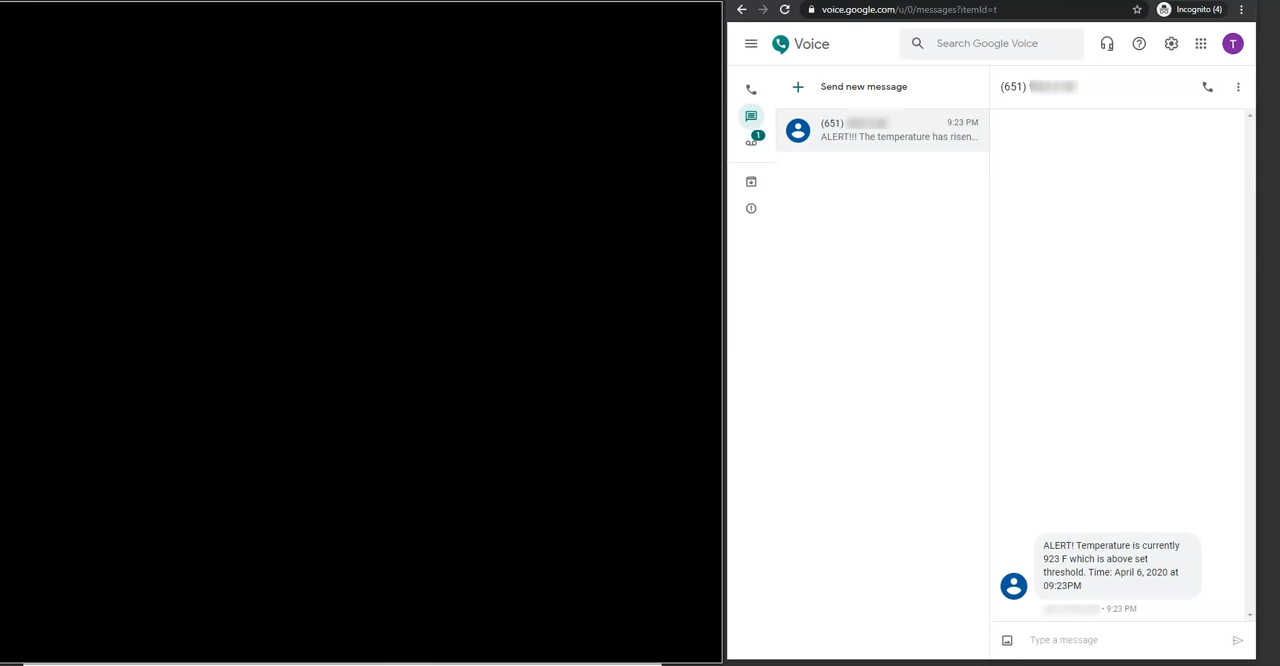 voice.google.com/u/0/messages?itemId=t
Incognito (4)
Voice
Search Google Voice
T
Send new message
(651)
(651)
9:23 PM
ALERT!!! The temperature has risen...
1
ALERT! Temperature is currently
923 F which is above set
threshold. Time: April 6, 2020 at
09:23PM
• 9:23 PM
Type a message